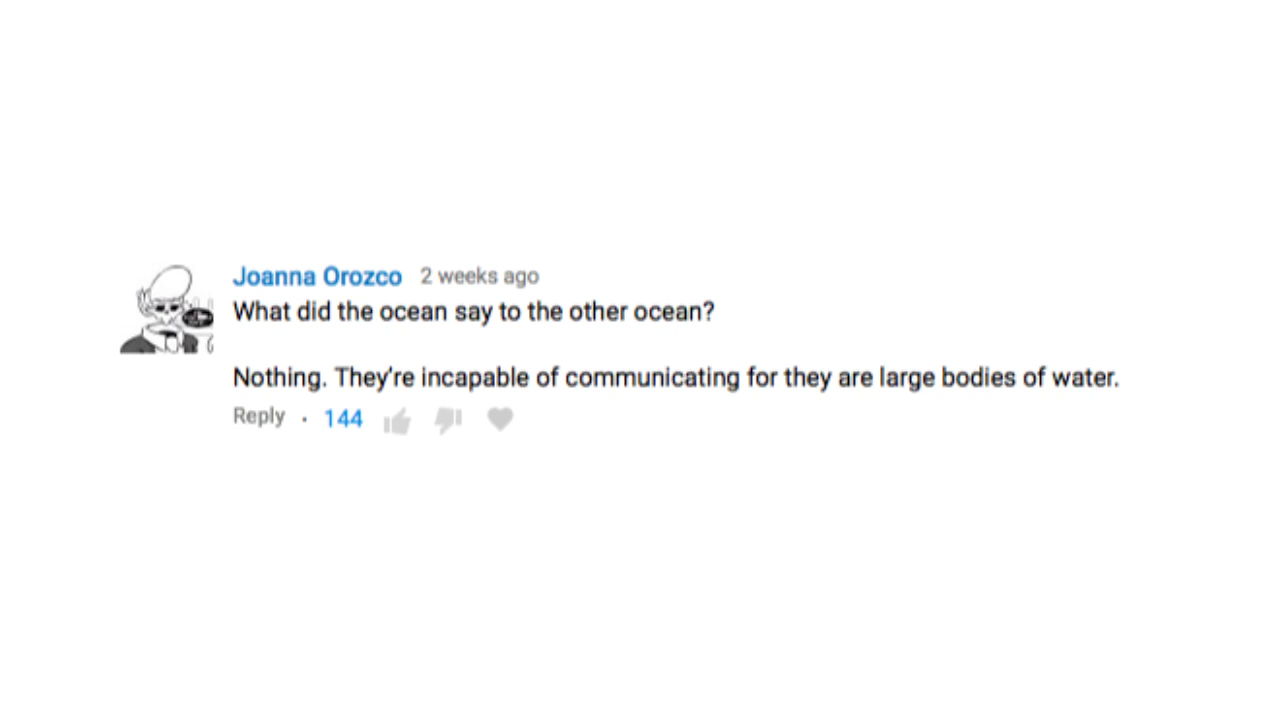 Joanna Orozco 2 weeks ago
What did the ocean say to the other ocean?
Nothing. They're incapable of communicating for they are large bodies of water.
Reply · 144